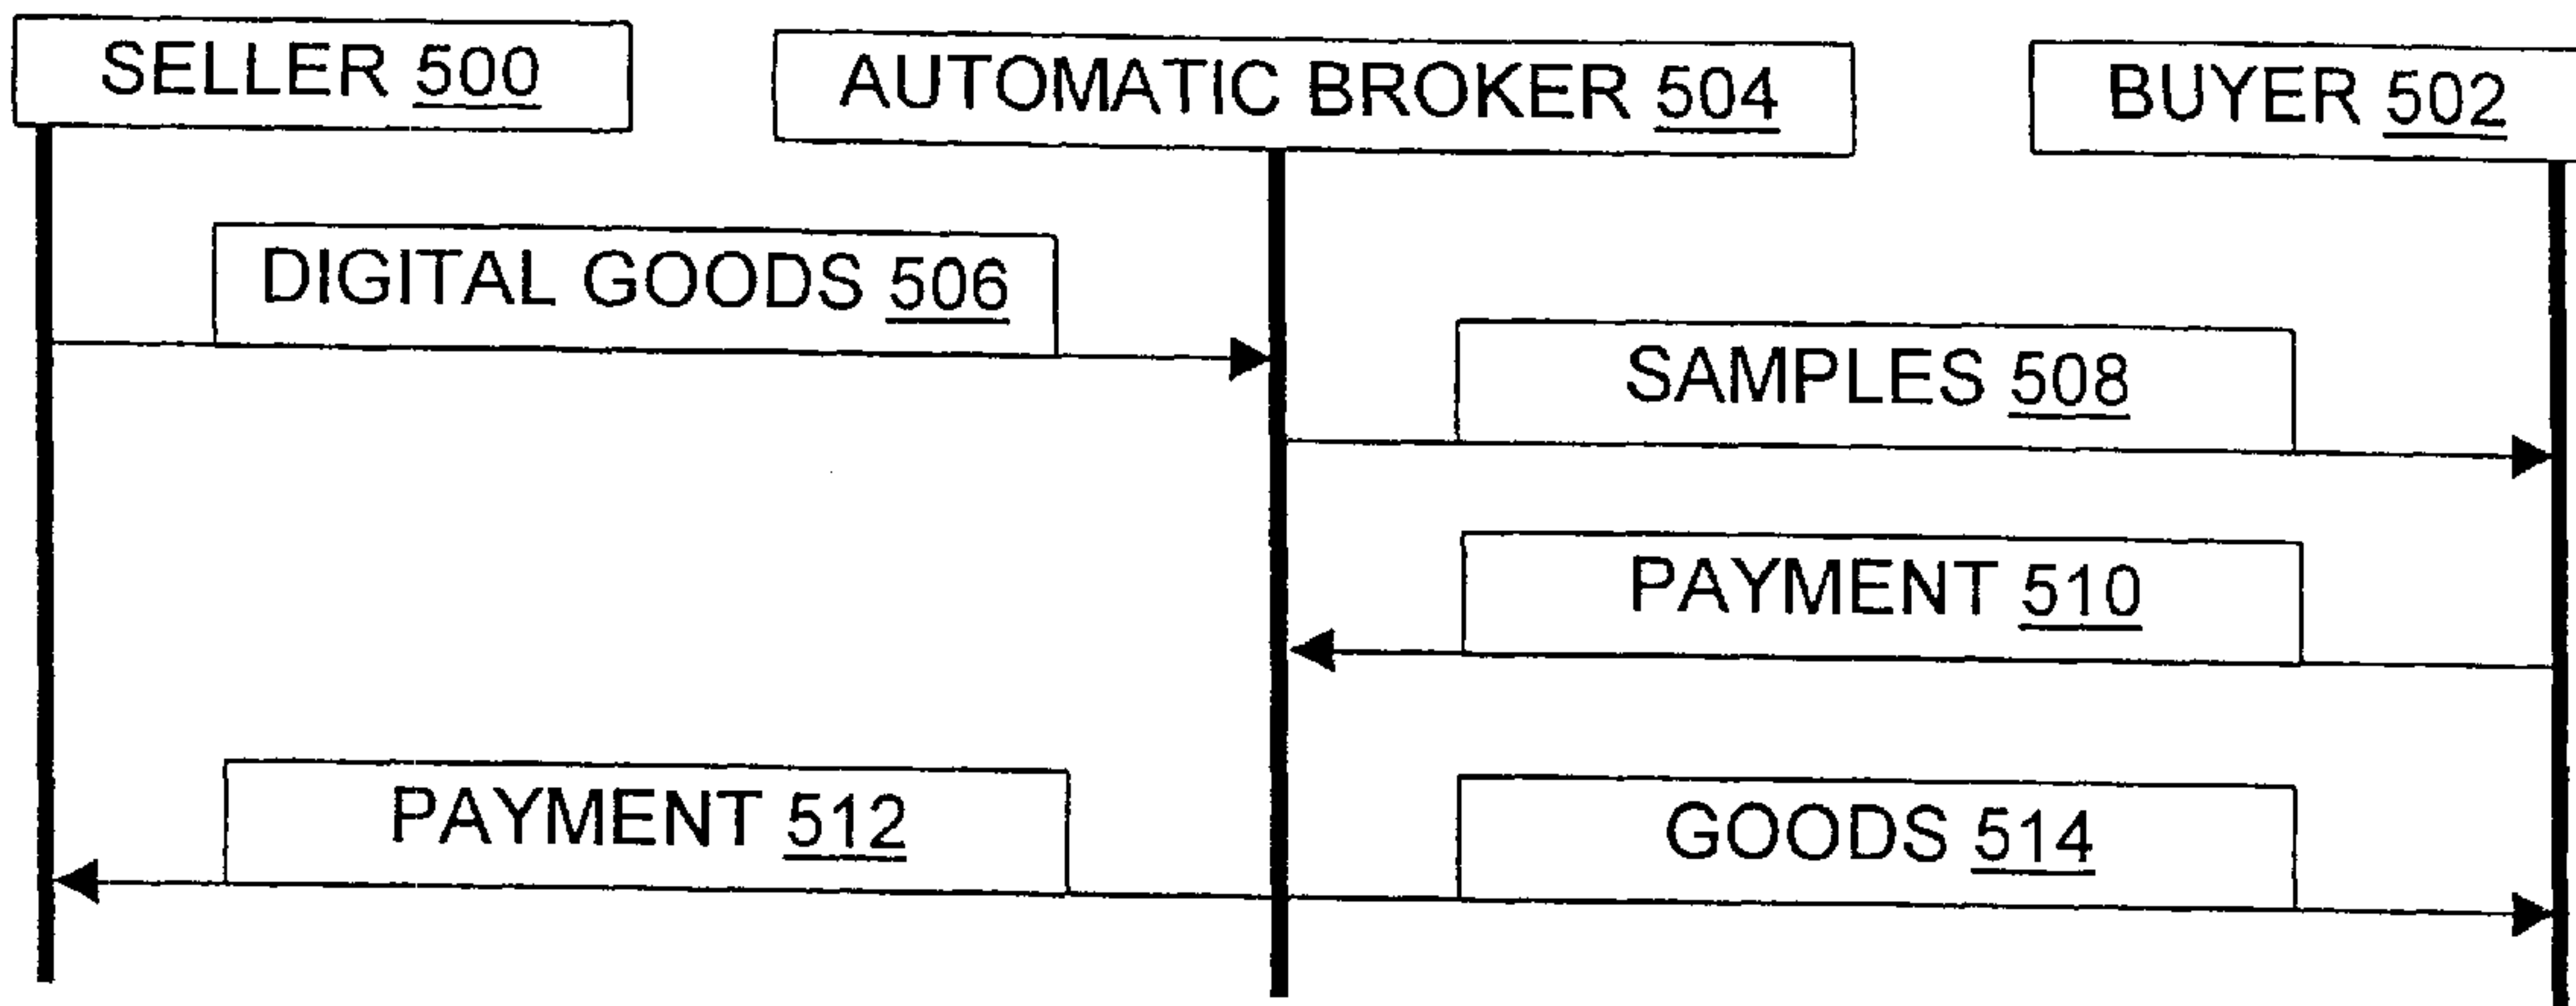 SELLER 500
AUTOMATIC BROKER 504
BUYER 502
DIGITAL GOODS 506
SAMPLES 508
PAYMENT 510
PAYMENT 512
GOODS 514